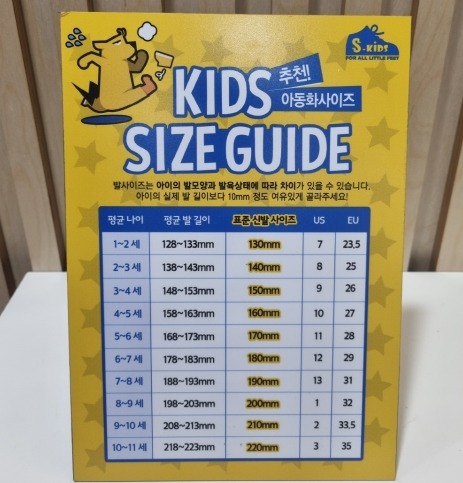 S-KIDS
FOR ALL LITTLE FEET
KIDS 추천!
아동화사이즈
SIZE GUIDE
발사이즈는 아이의 발모양과 발육상태에 따라 차이가 있을 수 있습니다.
아이의 실제 발 길이보다 10mm 정도 여유있게 골라주세요!
평균 나이 평균 발 길이 표준 신발 사이즈 US EU
1~2 세 128~133mm 130mm 7 23,5
2~3 세 138~143mm 140mm 8 25
3~4 세 148~153mm 150mm 9 26
4~5 세 158~163mm 160mm 10 27
5~6 세 168~173mm 170mm 11 28
6~7 세 178~183mm 180mm 12 29
7~8 세 188~193mm 190mm 13 31
8~9 세 198~203mm 200mm 1 32
9~10 세 208~213mm 210mm 2 33,5
10~11 세 218~223mm 220mm 3 35